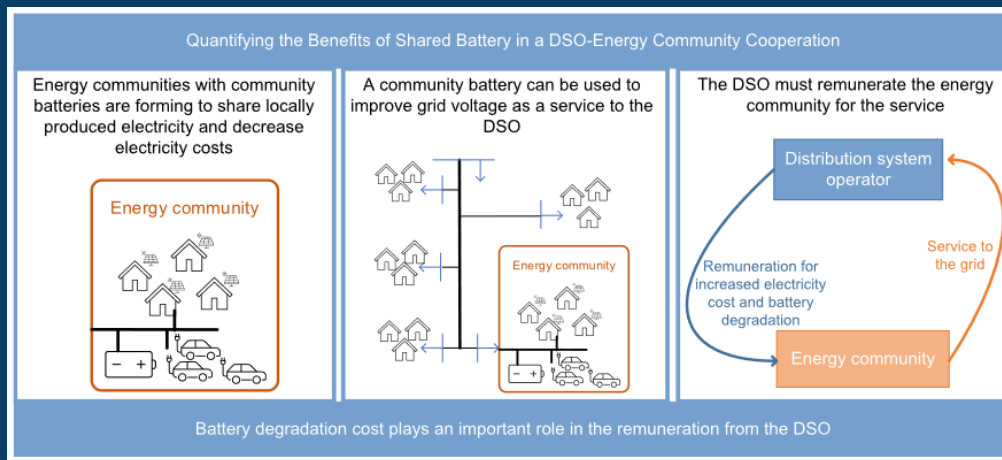 Quantifying the Benefits of Shared Battery in a DSO-Energy Community Cooperation
Energy communities with community
batteries are forming to share locally
produced electricity and decrease
electricity costs
Energy community
A community battery can be used to
improve grid voltage as a service to the
DSO
Energy community
The DSO must remunerate the energy
community for the service
Distribution system
operator
Service to
the grid
Remuneration for
increased electricity
cost and battery
degradation
Energy community
Battery degradation cost plays an important role in the remuneration from the DSO